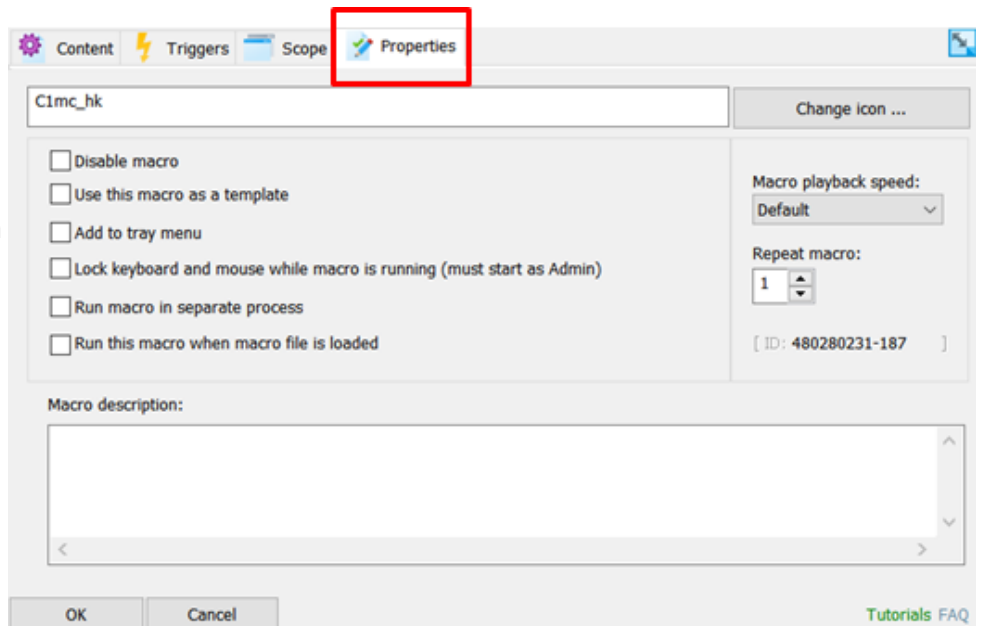 Content Triggers Scope Properties
C1mc_hk
Change icon ...
Disable macro
Use this macro as a template
Add to tray menu
Lock keyboard and mouse while macro is running (must start as Admin)
Run macro in separate process
Run this macro when macro file is loaded
Macro playback speed:
Default
Repeat macro:
1
[ ID: 480280231-187 ]
Macro description:
OK Cancel Tutorials FAQ